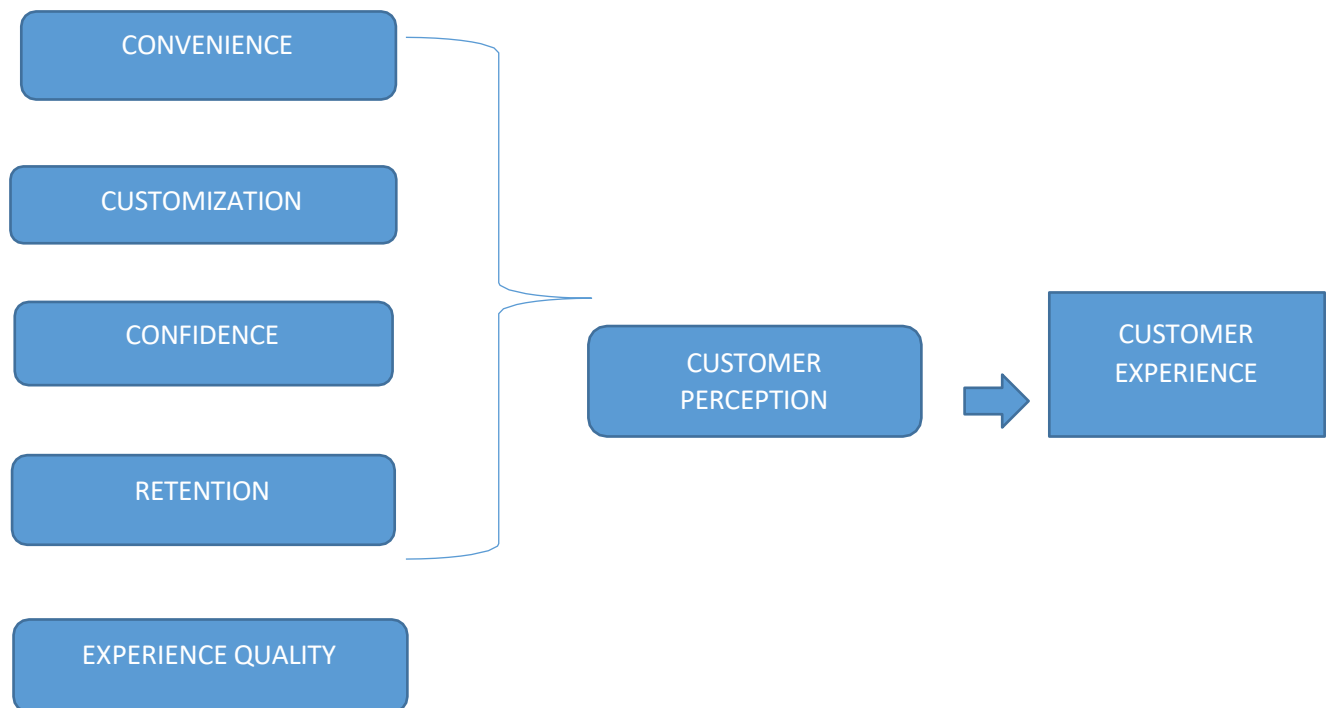 CONVENIENCE
CUSTOMIZATION
CONFIDENCE
RETENTION
EXPERIENCE QUALITY
CUSTOMER
PERCEPTION
CUSTOMER
EXPERIENCE